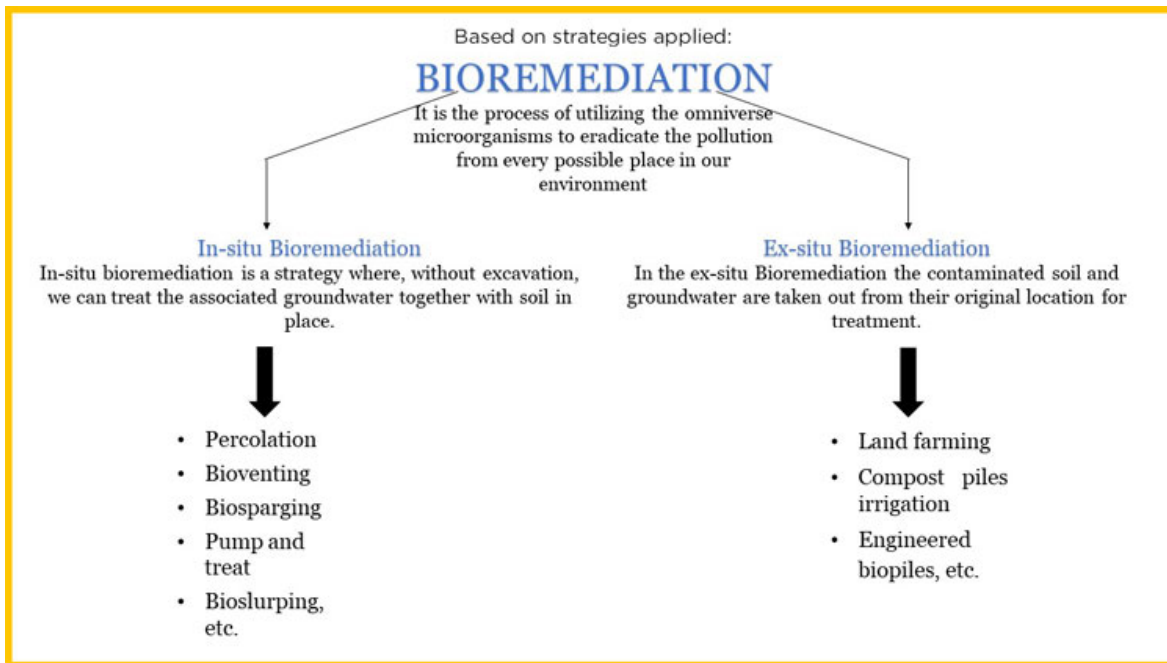 Based on strategies applied:
BIOREMEDIATION
It is the process of utilizing the omniverse
microorganisms to eradicate the pollution
from every possible place in our
environment
In-situ Bioremediation
In-situ bioremediation is a strategy where, without excavation,
we can treat the associated groundwater together with soil in
place.
• Percolation
• Bioventing
• Biosparging
• Pump and
treat
• Bioslurping,
etc.
Ex-situ Bioremediation
In the ex-situ Bioremediation the contaminated soil and
groundwater are taken out from their original location for
treatment.
• Land farming
• Compost piles
irrigation
• Engineered
biopiles, etc.